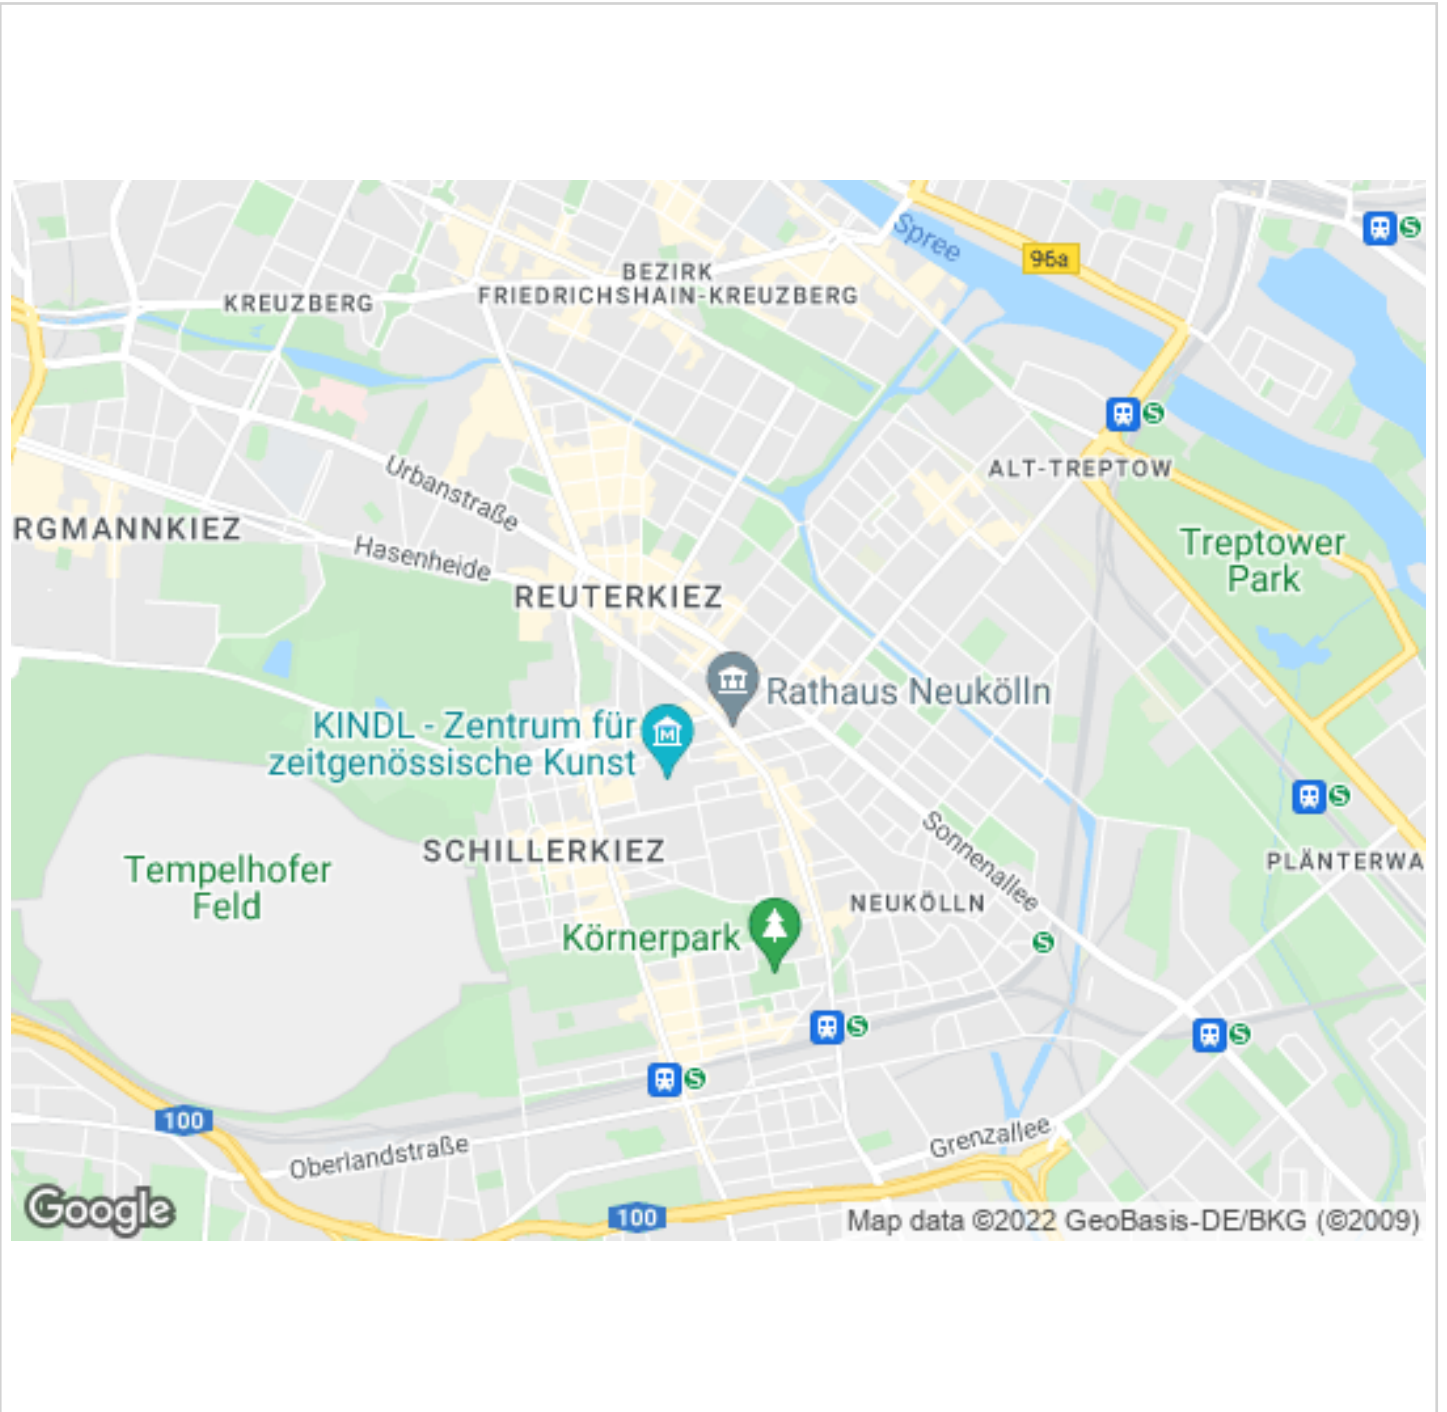 Spree
96a
S
BEZIRK
FRIEDRICHSHAIN-KREUZBERG
KREUZBERG
S
ALT-TREPTOW
Urbanstraße
RGMANNKIEZ
Hasenheide
Treptower
Park
REUTERKIEZ
Rathaus Neukölln
KINDL - Zentrum für
zeitgenössische Kunst
M
S
Sonnenallee
SCHILLERKIEZ
PLÄNTERWA
Tempelhofer
Feld
NEUKÖLLN
Körnerpark
S
S
S
S
100
Grenzallee
Oberlandstraße
Google
100
Map data ©2022 GeoBasis-DE/BKG (©2009)